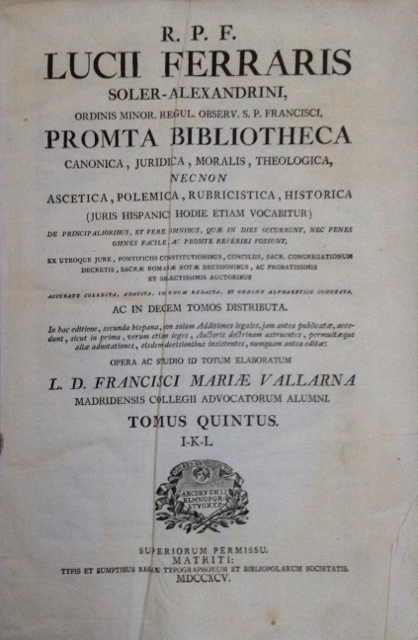 R. P. F.
LUCII FERRARIS
SOLER-ALEXANDRINI,
ORDINIS MINOR. REGUL. OBSERV. S. P. FRANCISCI,
PROMTA BIBLIOTHECA
CANONICA, JURIDICA, MORALIS, THEOLOGICA,
NECNON
ASCETICA, POLEMICA, RUBRICISTICA, HISTORICA
(JURIS HISPANIC HODIE ETIAM VOCABITUR)
DE PRINCIPALIORIBUS, ET FERE OMNIBUS, QUÆ IN DIES OCCURRUNT, NEC PENES
OMNES FACILE, AC PROMTE REPERIRI POSSUNT,
EX UTROQUE JURE, PONTIFICIIS CONSTITUTIONIBUS, CONCILIIS, SACR. CONGREGATIONUM
DECRETIS, SACRÆ ROMANÆ ROTÆ DECISIONIBUS, AC PROBATISSIMIS
ET SELECTISSIMIS AUCTORIBUS
ACCURATE COLLECTA, ADAUCTA, IN UNUM REDACTA, ET ORDINE ALPHABETICO CONGESTA,
AC IN DECEM TOMOS DISTRIBUTA.
In hac editione, secunda hispana, non solum Additiones legales, jam antea publicatæ, acce-
dunt, sicut in prima, verum etiam leges, Auctoris doctrinam astruentes, permultæque
aliæ adnotationes, eisdem decisionibus insistentes, numquam antea editæ:
OPERA AC STUDIO ID TOTUM ELABORATUM
L. D. FRANCISCI MARIÆ VALLARNA
MADRIDENSIS COLLEGII ADVOCATORUM ALUMNI.
TOMUS QUINTUS.
I-K-L
ABCDEFGHIJ
KLMNOPQR
STVUXYZ
SUPERIORUM PERMISSU.
MATRITI:
TYPIS ET SUMPTIBUS REGIÆ TYPOGRAPHORUM ET BIBLIOPOLARUM SOCIETATIS.
MDCCXCV.